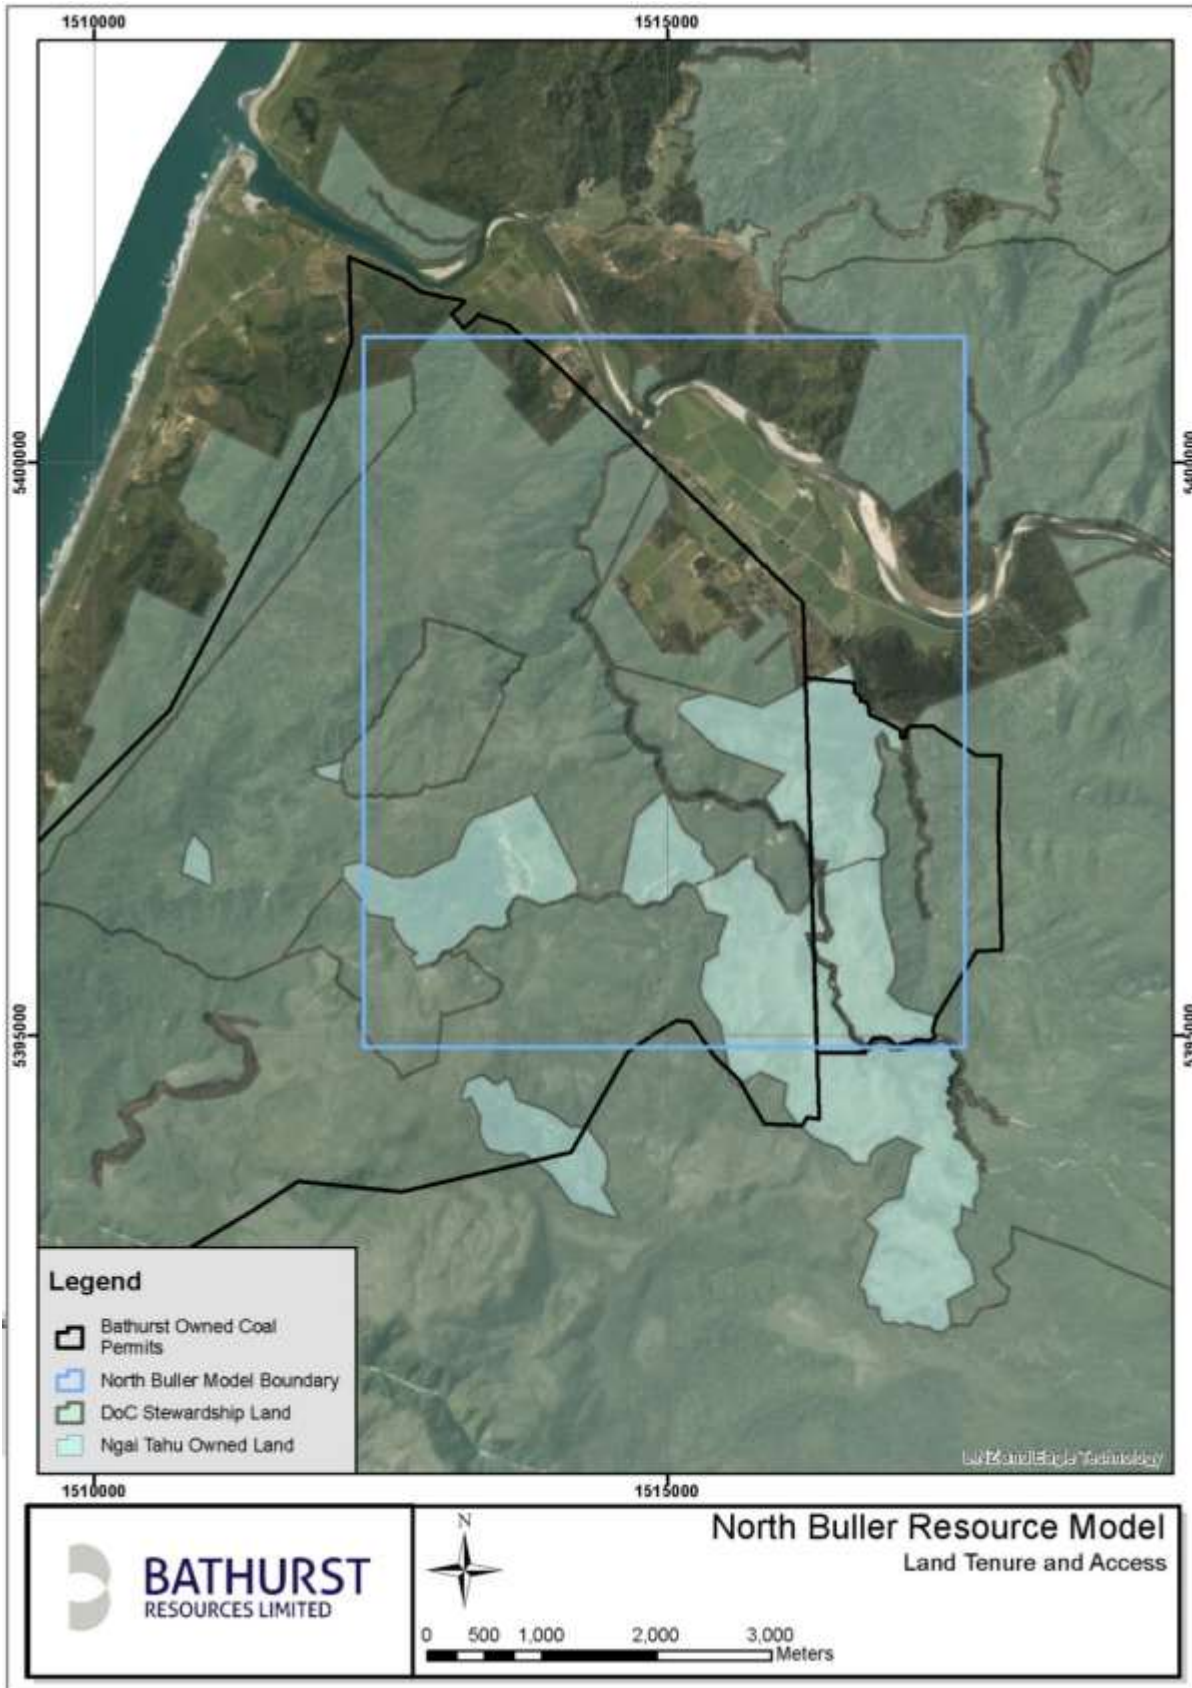 1510000 1515000
5400000 5400000
5395000 5395000
Legend
Bathurst Owned Coal
Permits
North Buller Model Boundary
DoC Stewardship Land
Ngai Tahu Owned Land
LINZ and Eagle Technology
1510000 1515000
BATHURST
RESOURCES LIMITED
N
0 500 1,000 2,000 3,000
Meters
North Buller Resource Model
Land Tenure and Access